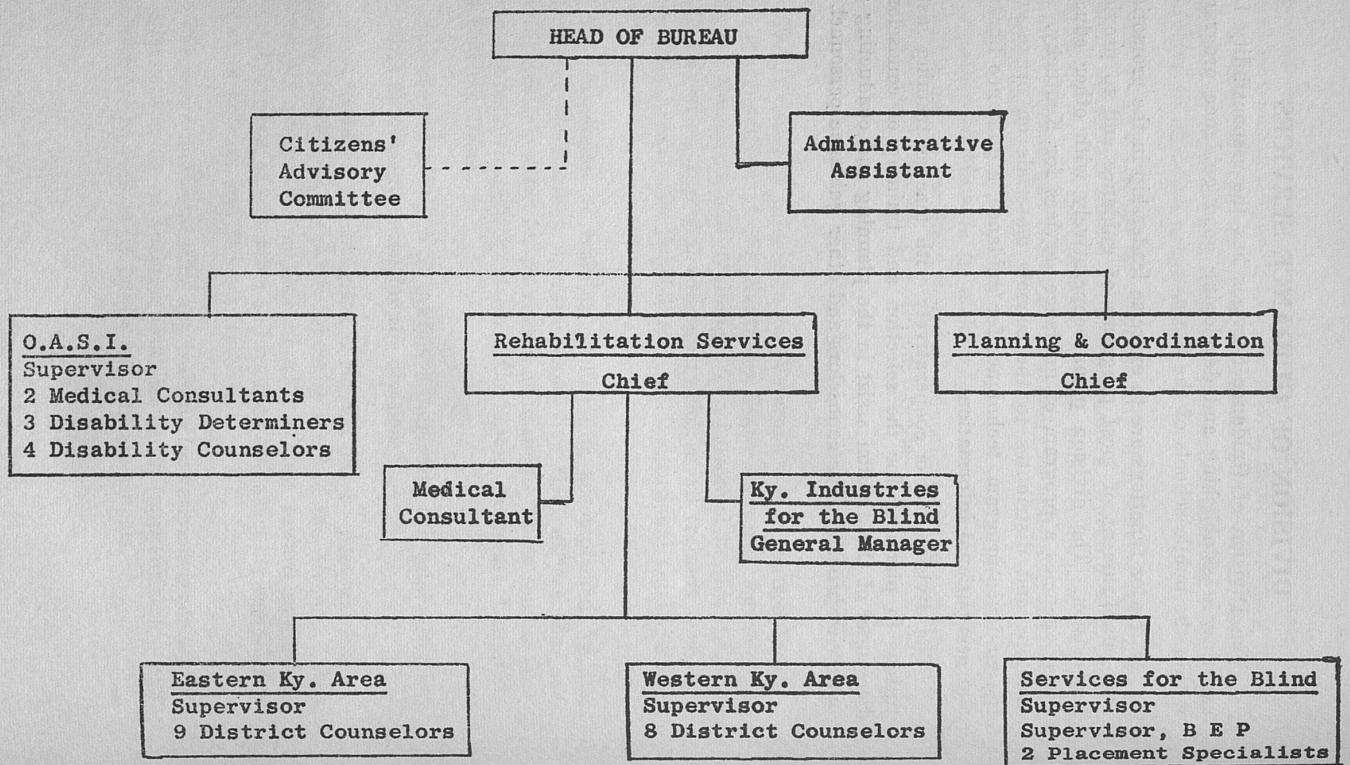 HEAD OF BUREAU
Citizens'
Advisory
Committee
Administrative
Assistant
O.A.S.I.
Supervisor
2 Medical Consultants
3 Disability Determiners
4 Disability Counselors
Rehabilitation Services
Chief
Planning & Coordination
Chief
Medical
Consultant
Ky. Industries
for the Blind
General Manager
Eastern Ky. Area
Supervisor
9 District Counselors
Western Ky. Area
Supervisor
8 District Counselors
Services for the Blind
Supervisor
Supervisor, B E P
2 Placement Specialists